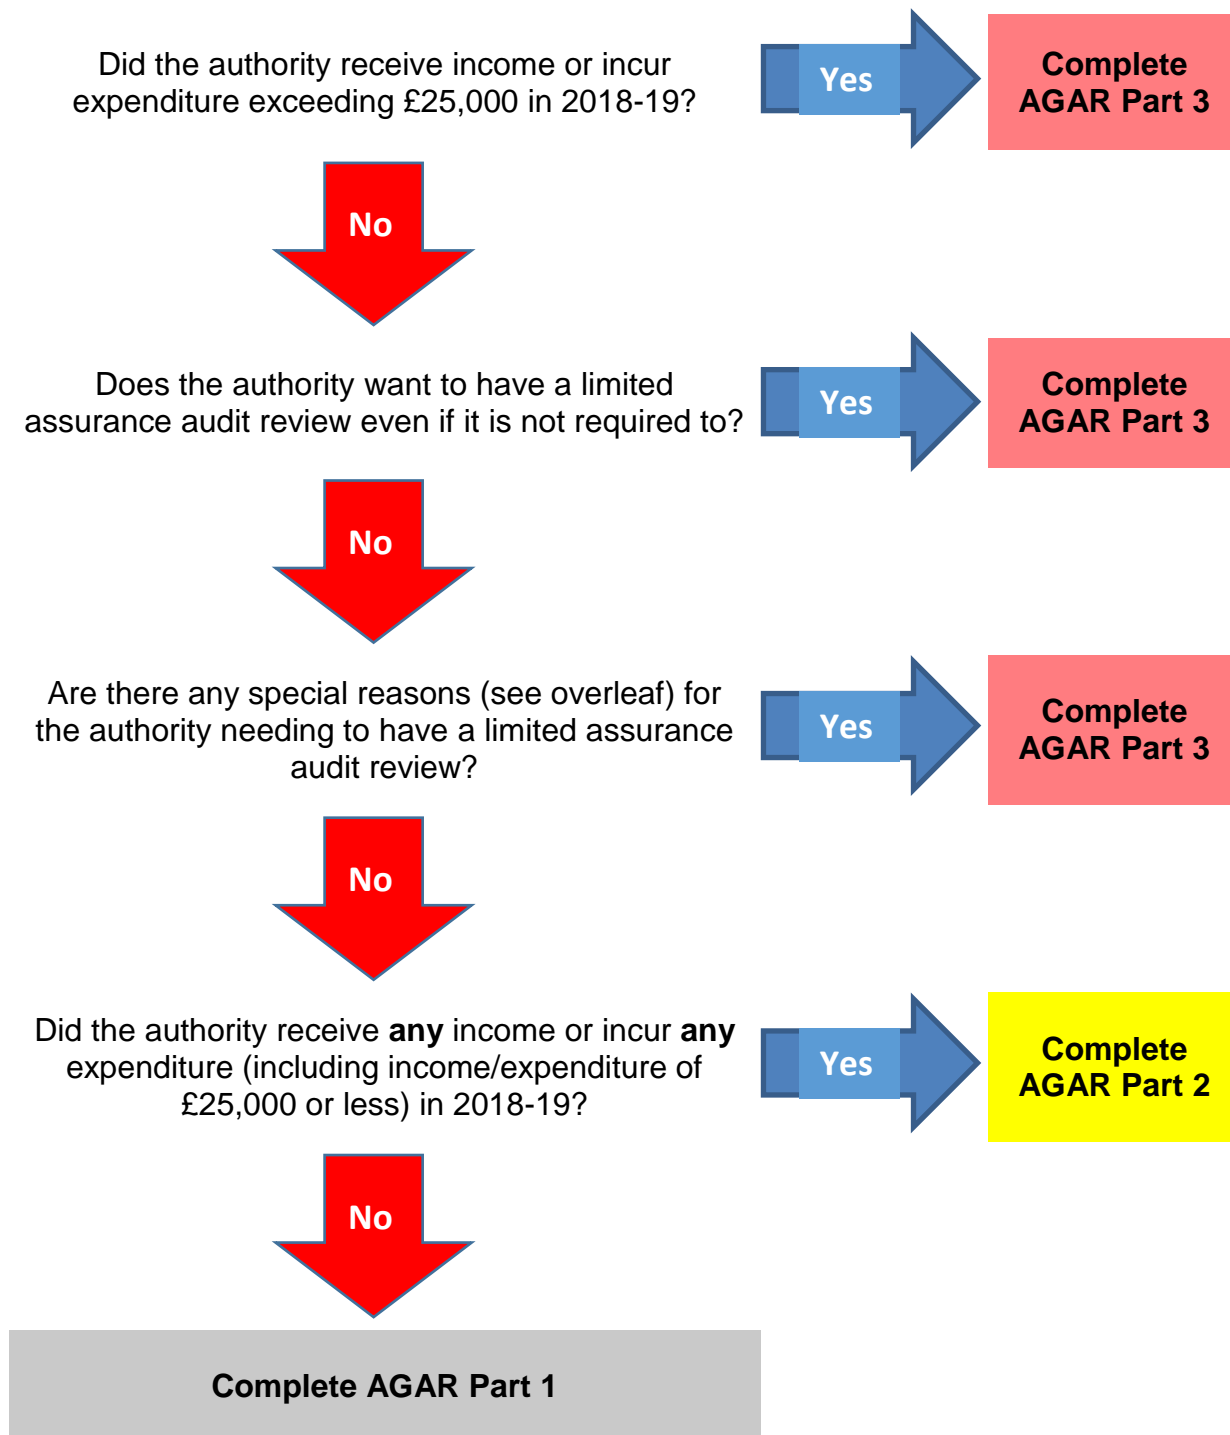 Did the authority receive income or incur
expenditure exceeding £25,000 in 2018-19?
Yes
Complete
AGAR Part 3
No
Does the authority want to have a limited
assurance audit review even if it is not required to?
Yes
Complete
AGAR Part 3
No
Are there any special reasons (see overleaf) for
the authority needing to have a limited assurance
audit review?
Yes
Complete
AGAR Part 3
No
Did the authority receive any income or incur any
expenditure (including income/expenditure of
£25,000 or less) in 2018-19?
Yes
Complete
AGAR Part 2
No
Complete AGAR Part 1